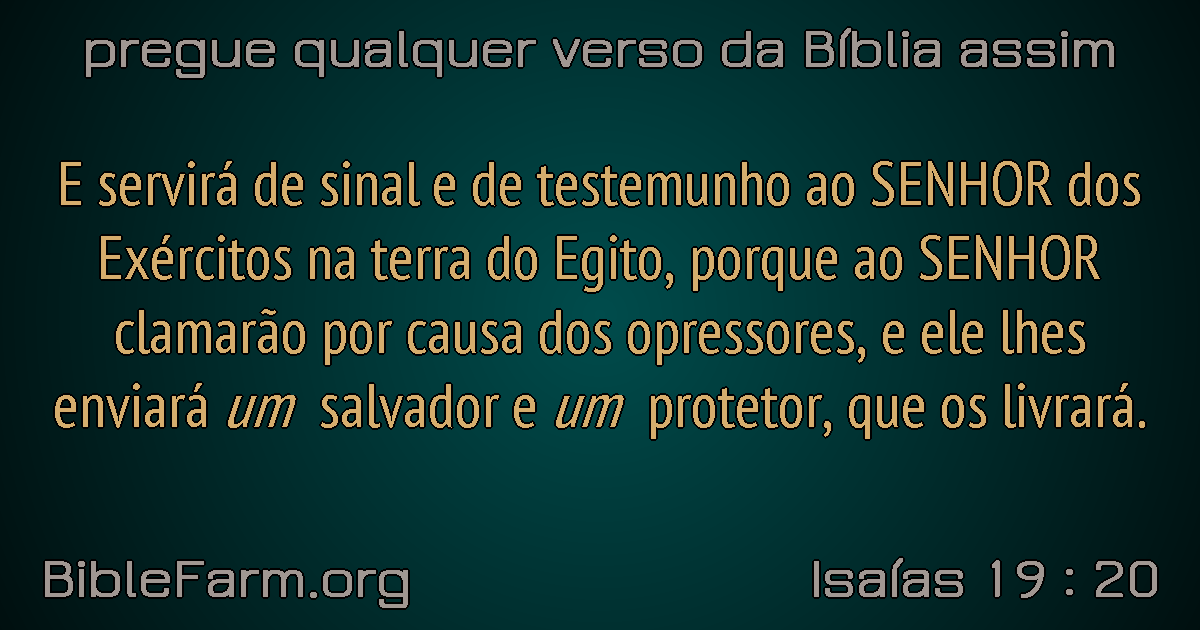 pregue qualquer verso da Bíblia assim
E servirá de sinal e de testemunho ao SENHOR dos
Exércitos na terra do Egito, porque ao SENHOR
clamarão por causa dos opressores, e ele lhes
enviará um salvador e um protetor, que os livrará.
BibleFarm.org
Isaías 19 : 20